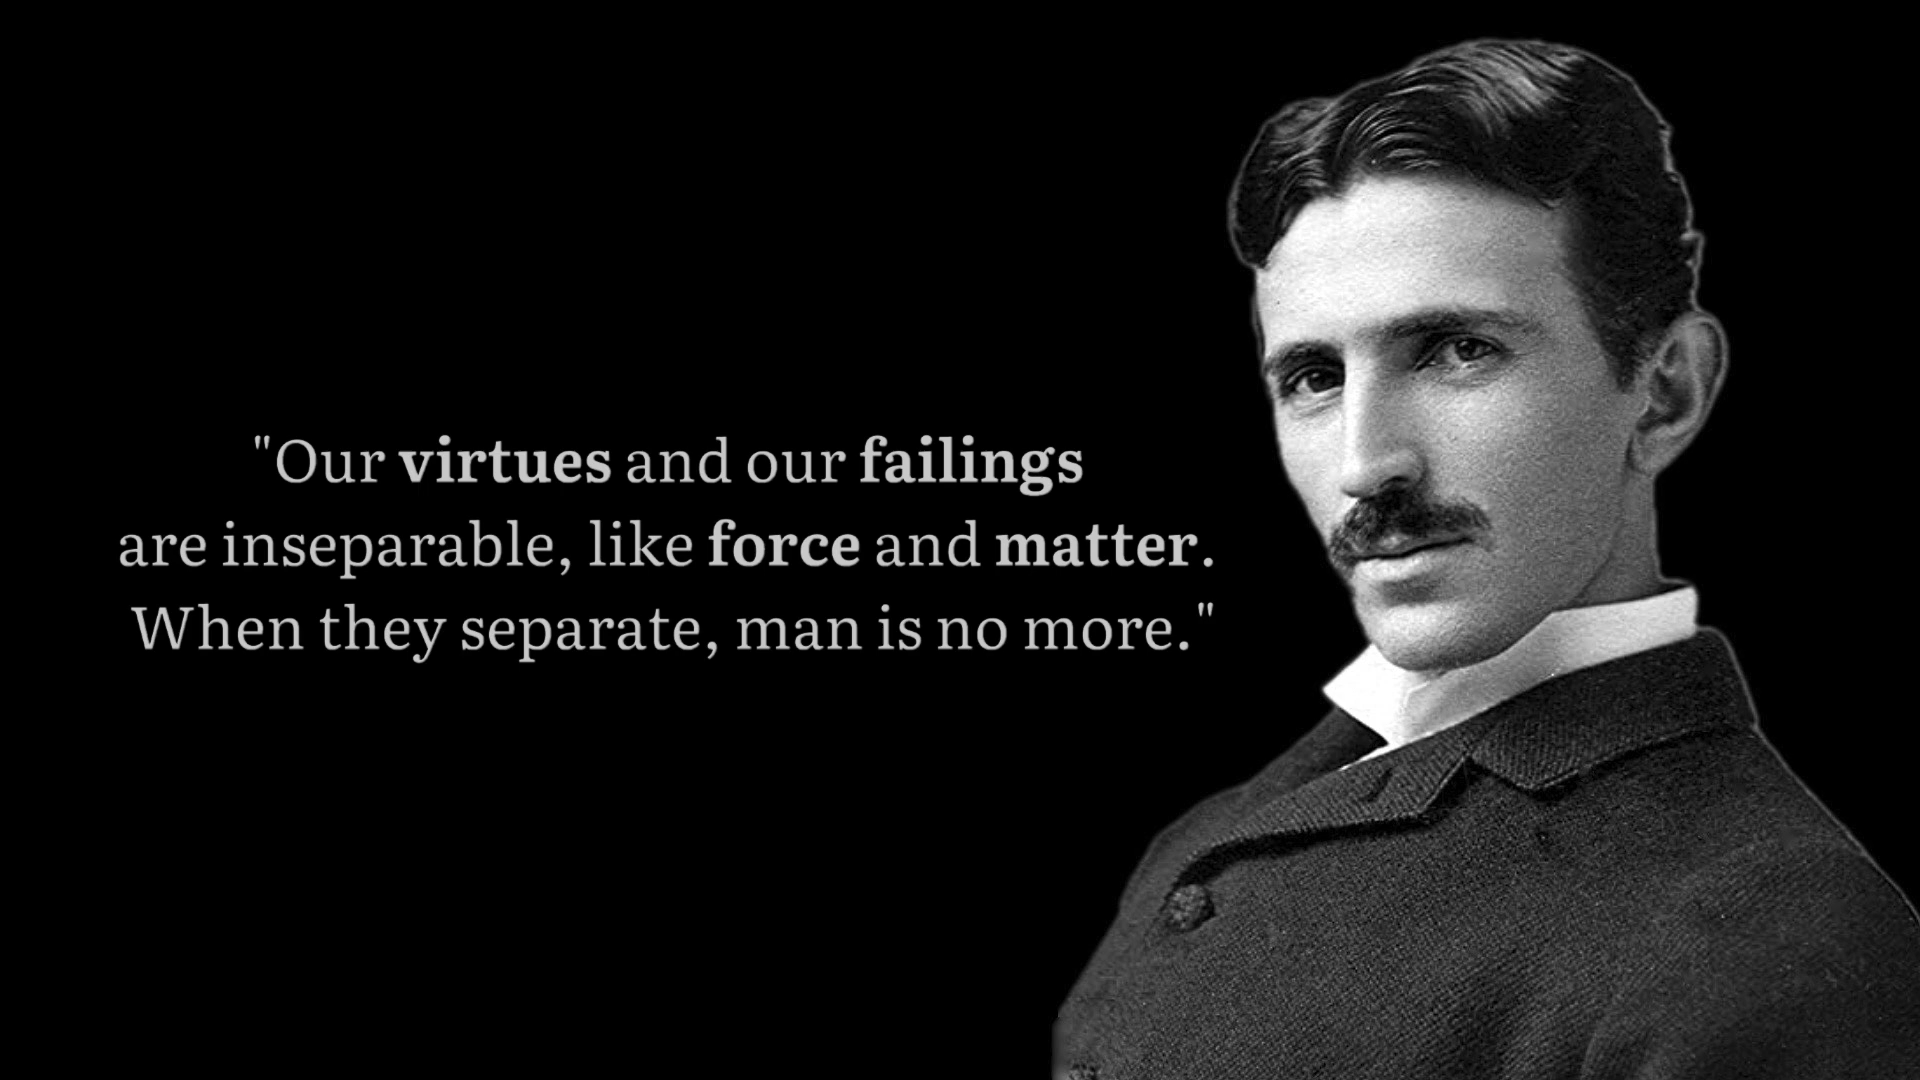 "Our virtues and our failings
are inseparable, like force and matter.
When they separate, man is no more."